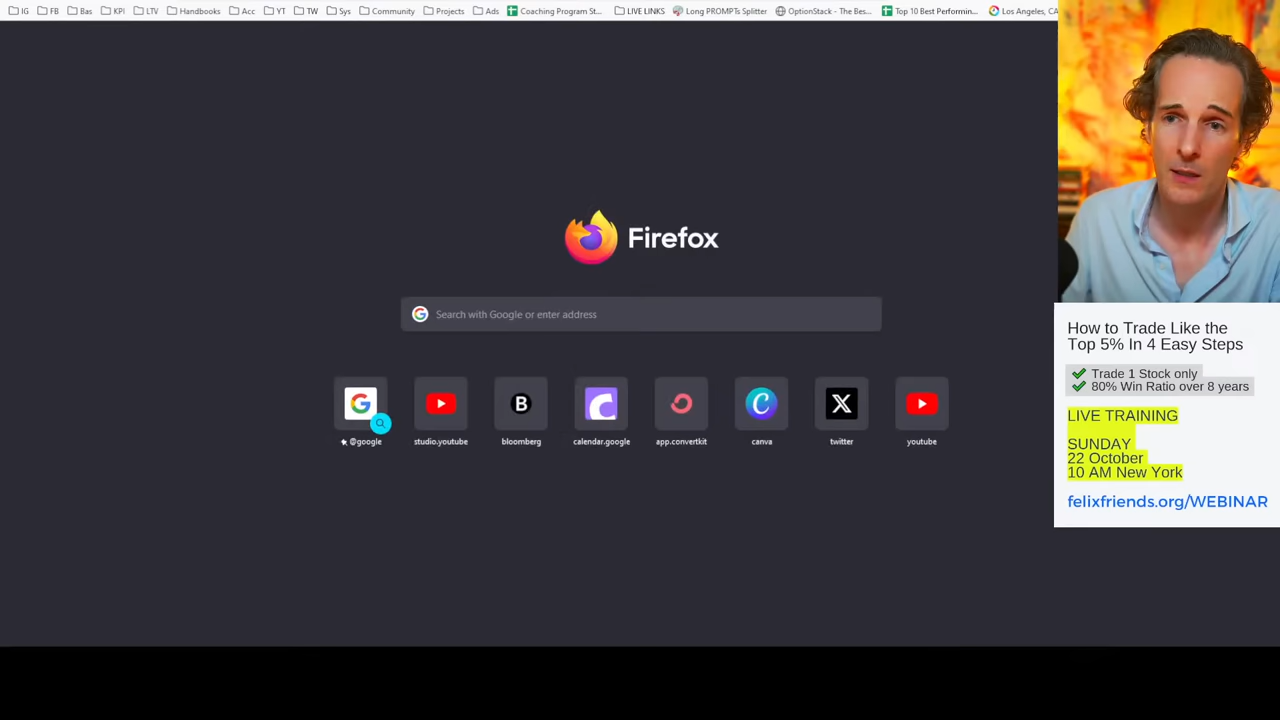 IG FB Bas KPI LTV Handbooks Acc YT TW Sys Community Projects Ads Coaching Program St... LIVE LINKS Long PROMPTs Splitter OptionStack - The Bes... Top 10 Best Performin... Los Angeles, CA
Firefox
Search with Google or enter address
@google studio.youtube bloomberg calendar.google app.convertkit canva twitter youtube
How to Trade Like the
Top 5% In 4 Easy Steps
Trade 1 Stock only
80% Win Ratio over 8 years
LIVE TRAINING
SUNDAY
22 October
10 AM New York
felixfriends.org/WEBINAR